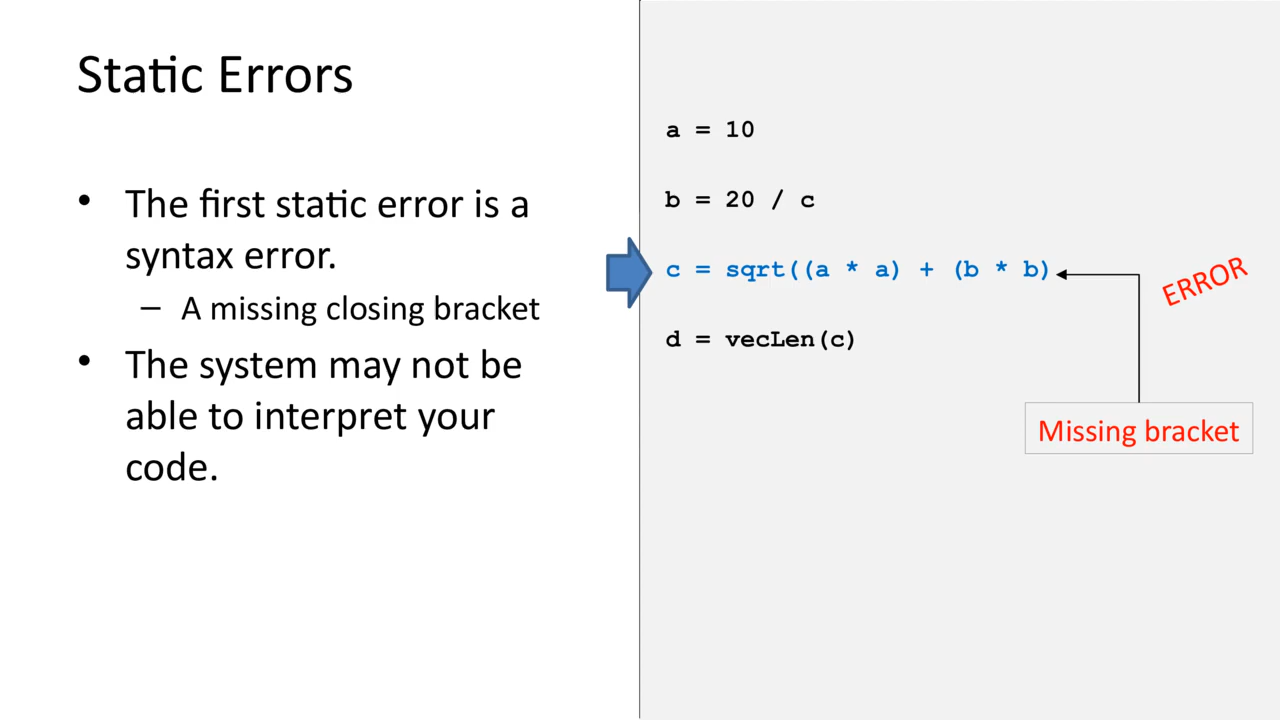 Static Errors
• The first static error is a
syntax error.
– A missing closing bracket
• The system may not be
able to interpret your
code.
a = 10
b = 20 / c
c = sqrt((a * a) + (b * b)
ERROR
d = vecLen(c)
Missing bracket